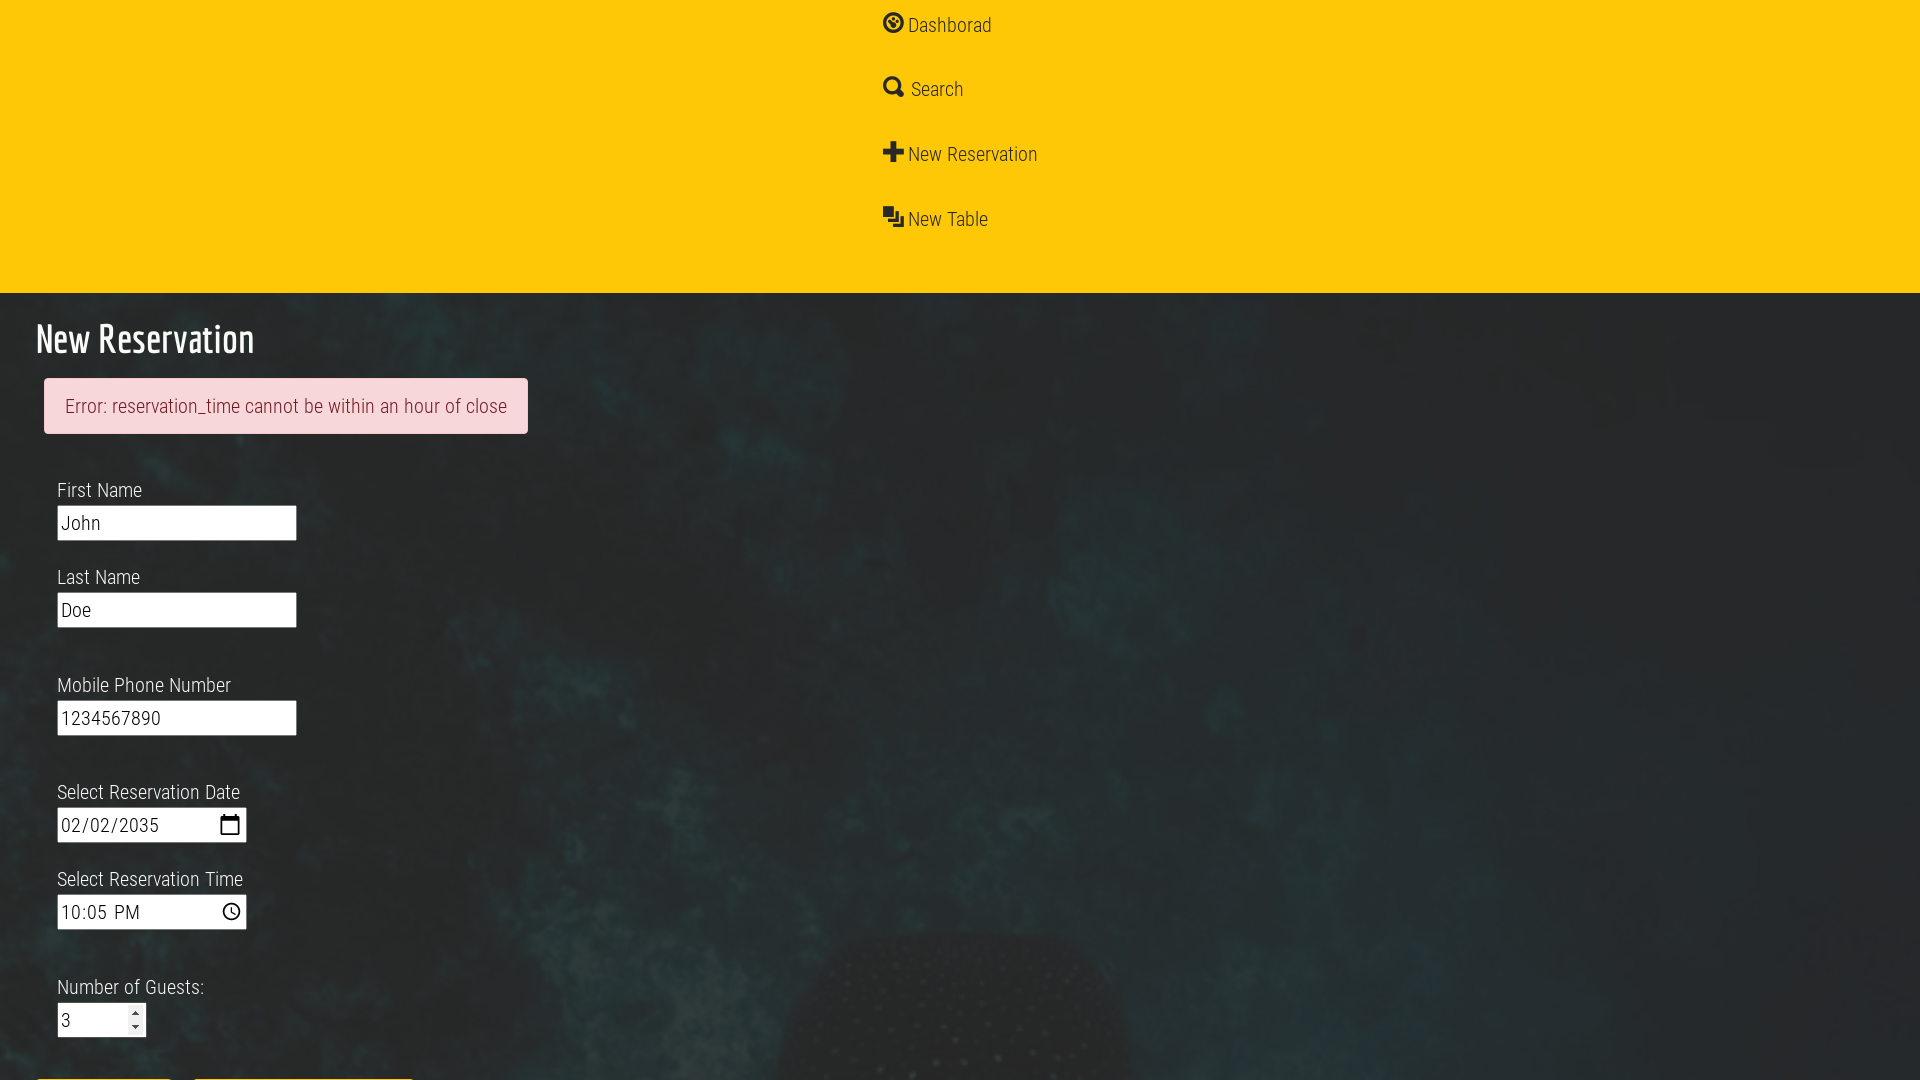 Dashborad
Search
New Reservation
New Table
New Reservation
Error: reservation_time cannot be within an hour of close
First Name
John
Last Name
Doe
Mobile Phone Number
1234567890
Select Reservation Date
02/02/2035
Select Reservation Time
10:05 PM
Number of Guests:
3